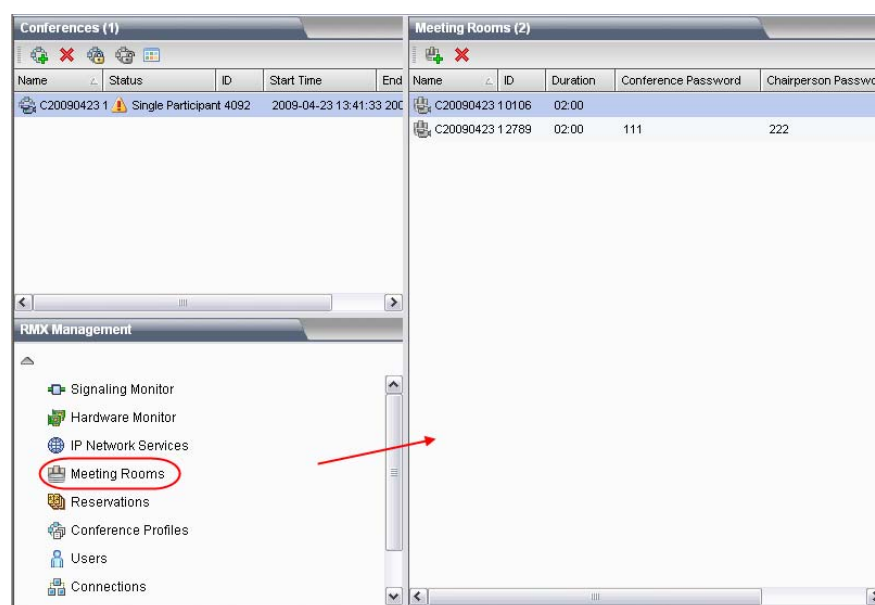 Conferences (1)
Name Status ID Start Time End
C20090423 1 Single Participant 4092 2009-04-23 13:41:33 200
RMX Management
Signaling Monitor
Hardware Monitor
IP Network Services
Meeting Rooms
Reservations
Conference Profiles
Users
Connections
Meeting Rooms (2)
Name ID Duration Conference Password Chairperson Passwo
C20090423 1 0106 02:00
C20090423 1 2789 02:00 111 222